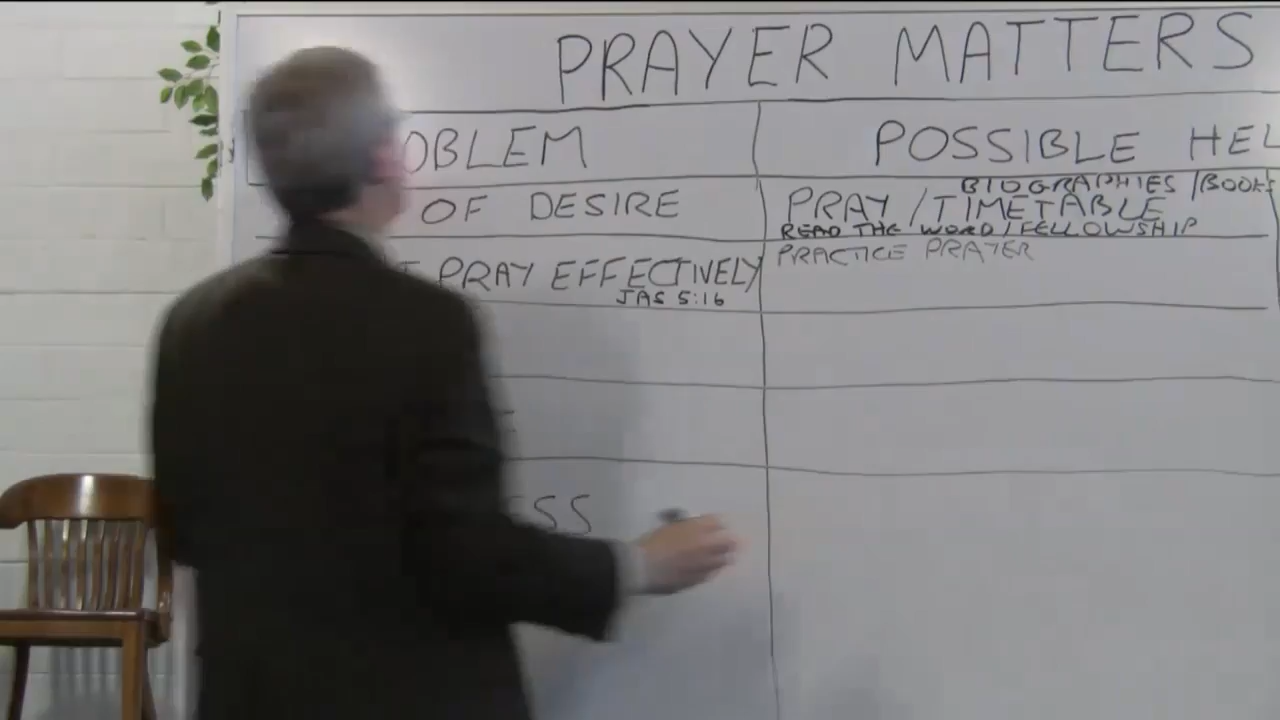 PRAYER MATTERS
OBLEM
POSSIBLE HEL
OF DESIRE
BIOGRAPHIES / BOOKS
PRAY / TIMETABLE
READ THE WORD / FELLOWSHIP
PRAY EFFECTIVELY
JAS 5:16
PRACTICE PRAYER
SS